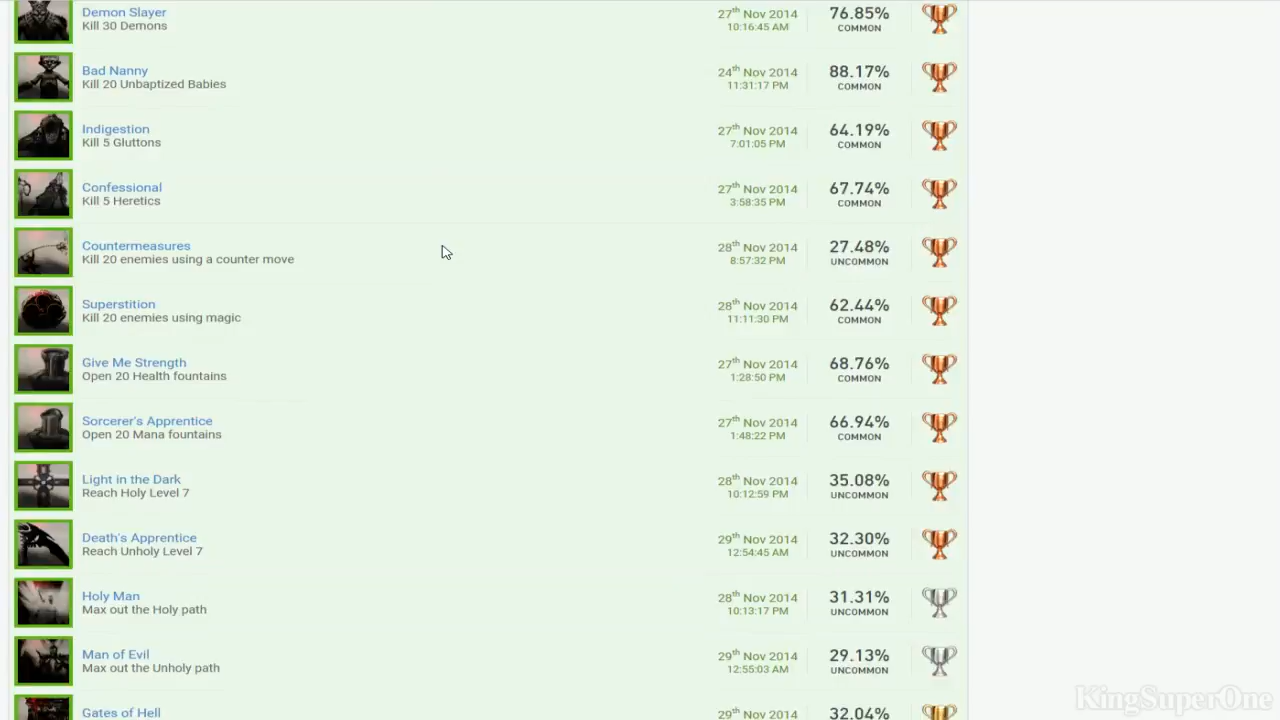 Demon Slayer
Kill 30 Demons
27th Nov 2014
10:16:45 AM
76.85%
COMMON
Bad Nanny
Kill 20 Unbaptized Babies
24th Nov 2014
11:31:17 PM
88.17%
COMMON
Indigestion
Kill 5 Gluttons
27th Nov 2014
7:01:05 PM
64.19%
COMMON
Confessional
Kill 5 Heretics
27th Nov 2014
3:58:35 PM
67.74%
COMMON
Countermeasures
Kill 20 enemies using a counter move
28th Nov 2014
8:57:32 PM
27.48%
UNCOMMON
Superstition
Kill 20 enemies using magic
28th Nov 2014
11:11:30 PM
62.44%
COMMON
Give Me Strength
Open 20 Health fountains
27th Nov 2014
1:28:50 PM
68.76%
COMMON
Sorcerer's Apprentice
Open 20 Mana fountains
27th Nov 2014
1:48:22 PM
66.94%
COMMON
Light in the Dark
Reach Holy Level 7
28th Nov 2014
10:12:59 PM
35.08%
UNCOMMON
Death's Apprentice
Reach Unholy Level 7
29th Nov 2014
12:54:45 AM
32.30%
UNCOMMON
Holy Man
Max out the Holy path
28th Nov 2014
10:13:17 PM
31.31%
UNCOMMON
Man of Evil
Max out the Unholy path
29th Nov 2014
12:55:03 AM
29.13%
UNCOMMON
Gates of Hell
29th Nov 2014
32.04%
KingSuperOne